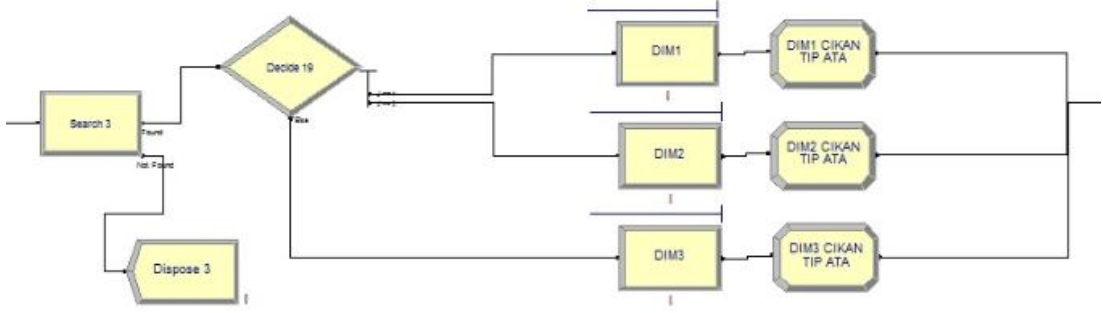 DIM1
DIM1 CIKAN
TIP ATA
Decide 19
Search 3
Found
Else
Not Found
DIM2
DIM2 CIKAN
TIP ATA
DIM3
DIM3 CIKAN
TIP ATA
Dispose 3